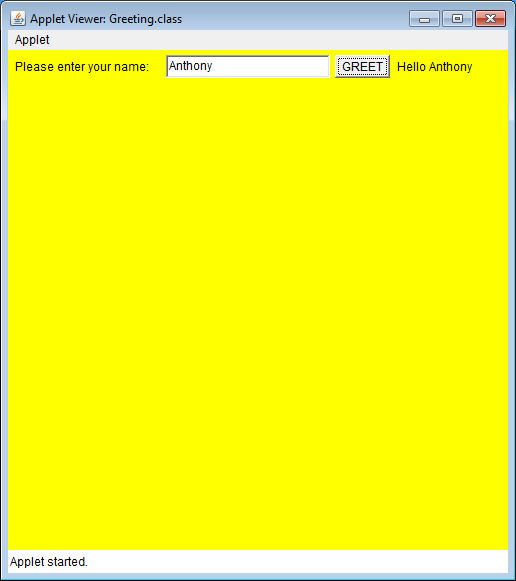 Applet Viewer: Greeting.class
Applet
Please enter your name: Anthony GREET Hello Anthony
Applet started.